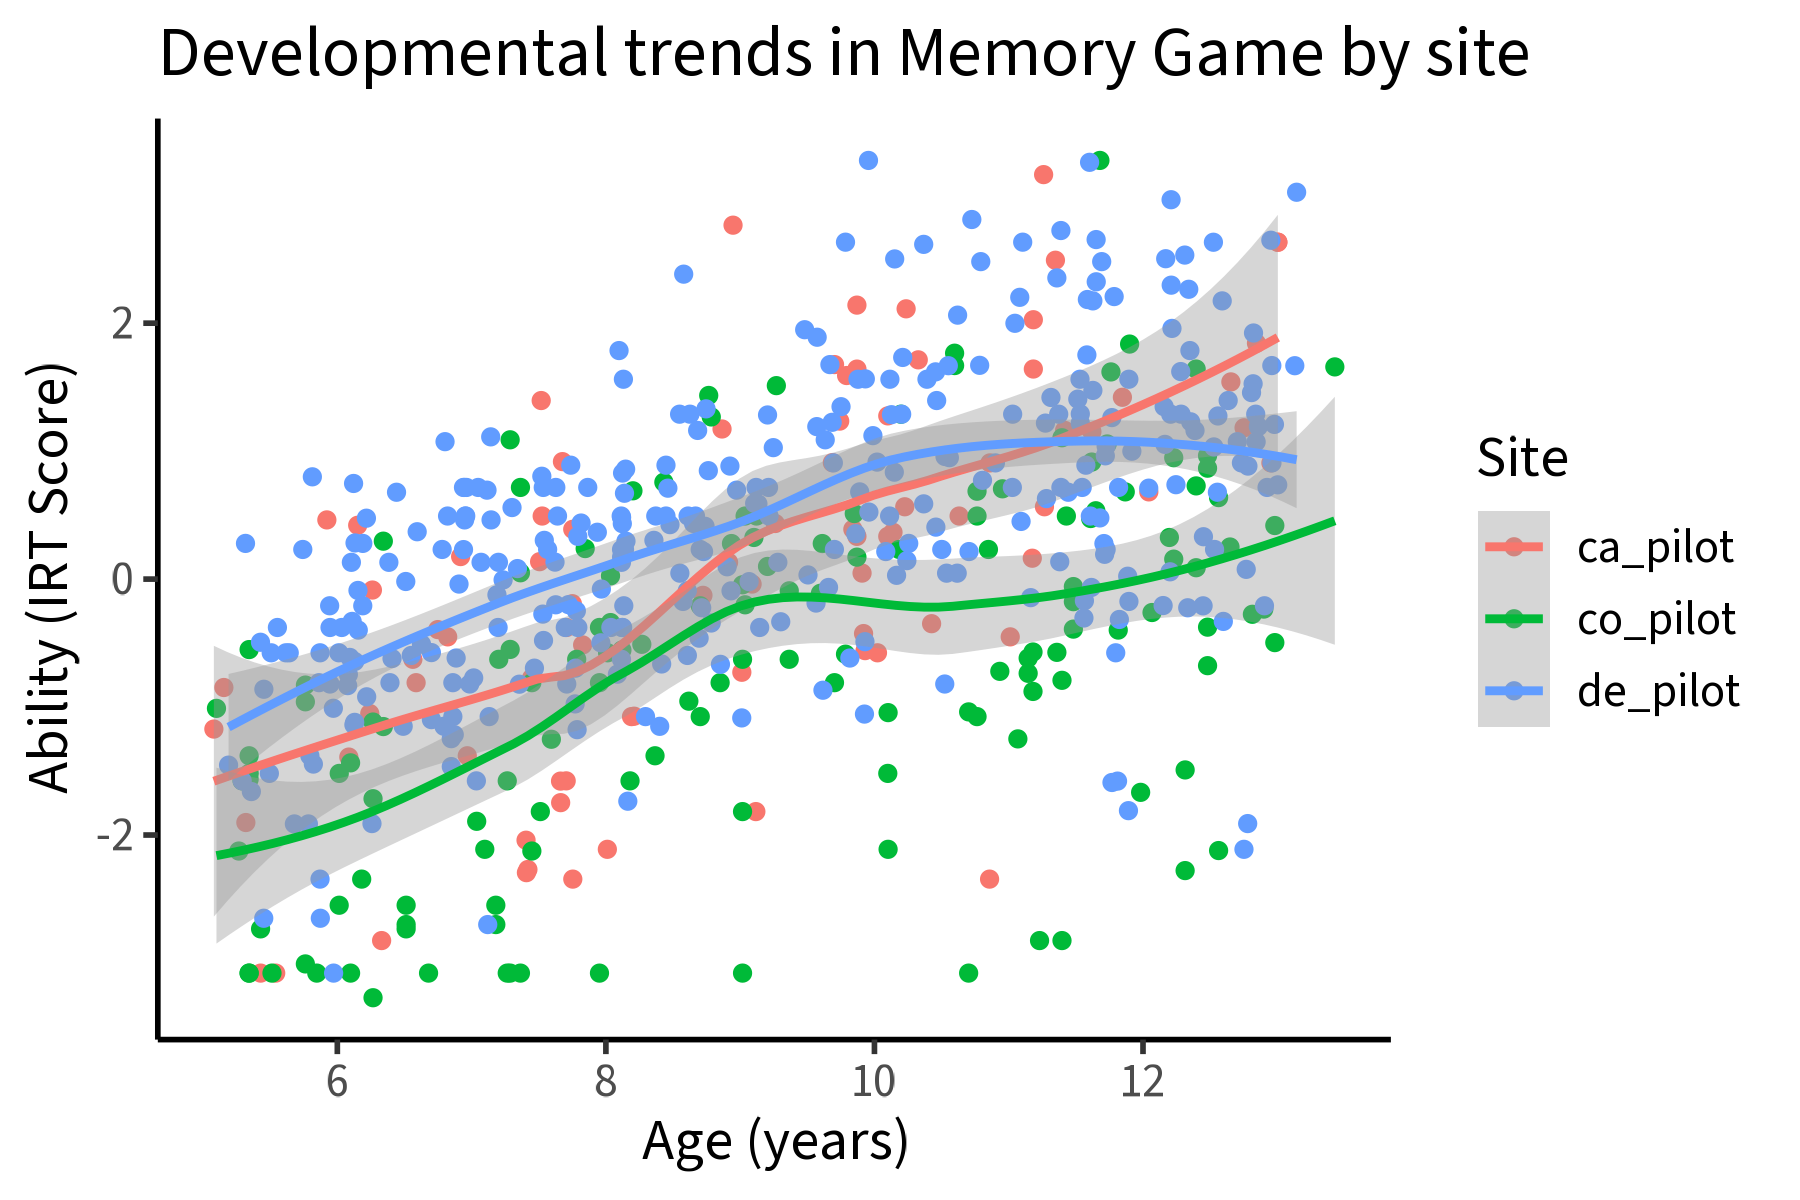 Developmental trends in Memory Game by site
Ability (IRT Score)
2
0
-2
6 8 10 12
Age (years)
Site
ca_pilot
co_pilot
de_pilot